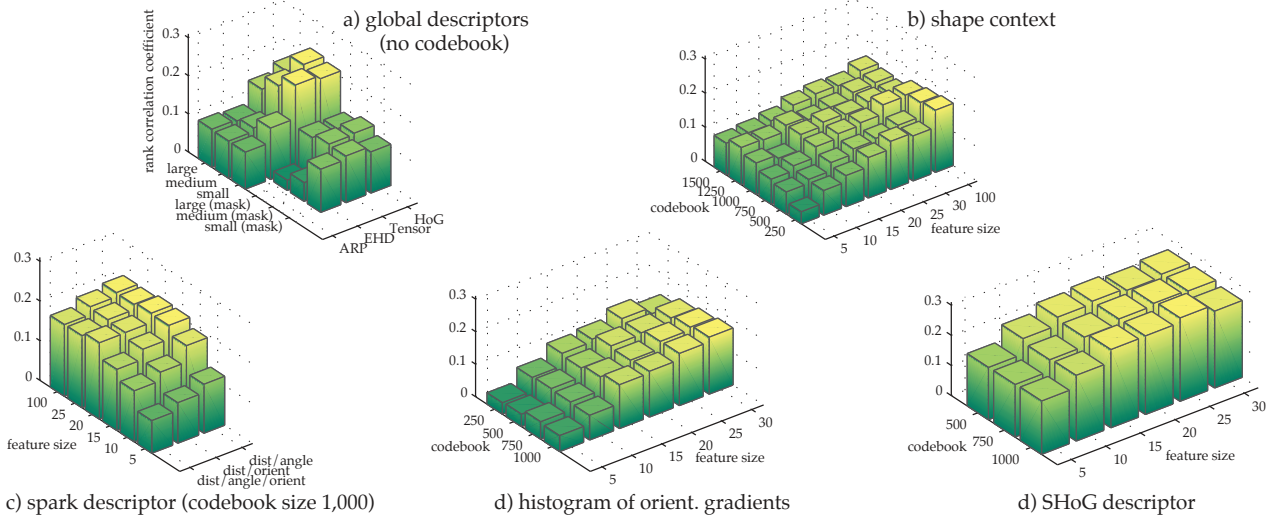 a) global descriptors
(no codebook)
rank correlation coefficient
0.3
0.2
0.1
0
large
medium
small
large (mask)
medium (mask)
small (mask)
ARP
EHD
Tensor
HoG
b) shape context
0.3
0.2
0.1
0
1500
1250
1000
750
500
250
codebook
5
10
15
20
25
30
100
feature size
0.3
0.2
0.1
0
100
25
20
15
10
5
feature size
dist/angle
dist/orient
dist/angle/orient
c) spark descriptor (codebook size 1,000)
0.3
0.2
0.1
0
250
500
750
1000
codebook
5
10
15
20
25
30
feature size
d) histogram of orient. gradients
0.3
0.2
0.1
0
500
750
1000
codebook
5
10
15
20
25
30
feature size
d) SHoG descriptor